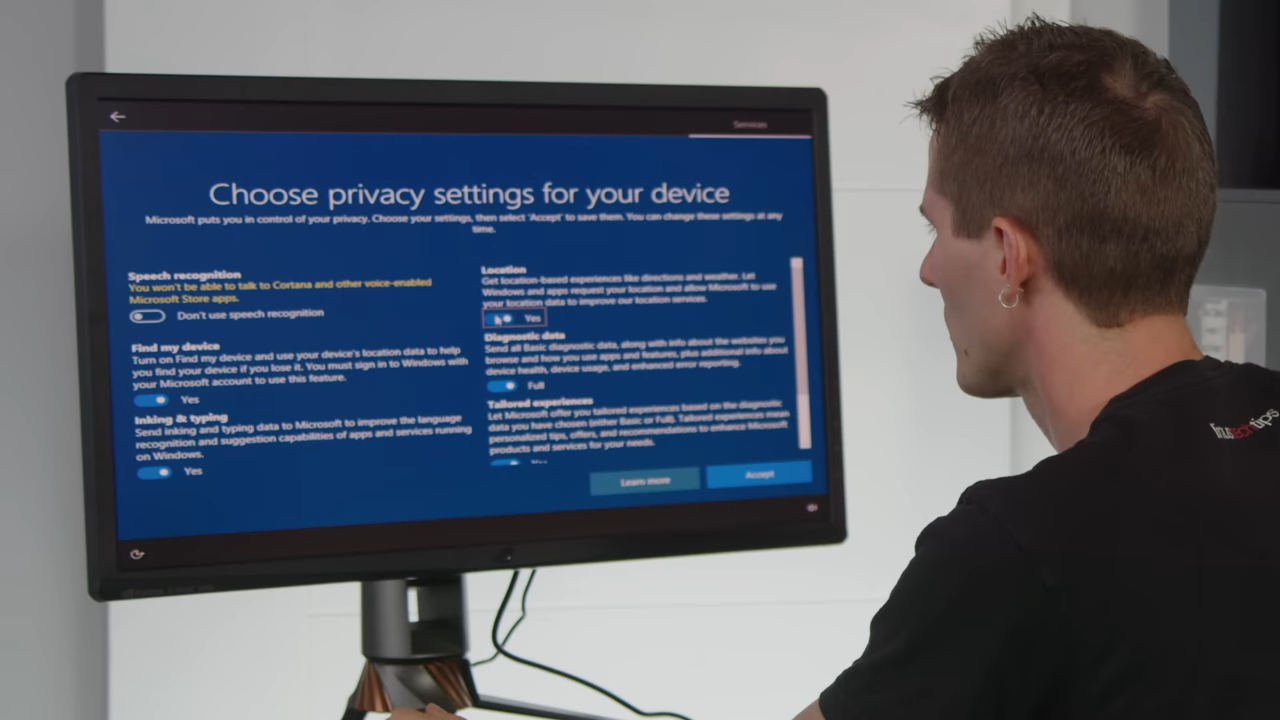 Services
Choose privacy settings for your device
Microsoft puts you in control of your privacy. Choose your settings, then select 'Accept' to save them. You can change these settings at any
time.
Speech recognition
You won't be able to talk to Cortana and other voice-enabled
Microsoft Store apps.
Don't use speech recognition
Find my device
Turn on Find my device and use your device's location data to help
you find your device if you lose it. You must sign in to Windows with
your Microsoft account to use this feature.
Yes
Inking & typing
Send inking and typing data to Microsoft to improve the language
recognition and suggestion capabilities of apps and services running
on Windows.
Yes
Location
Get location-based experiences like directions and weather. Let
Windows and apps request your location and allow Microsoft to use
your location data to improve our location services.
Yes
Diagnostic data
Send all Basic diagnostic data, along with info about the websites you
browse and how you use apps and features, plus additional info about
device health, device usage, and enhanced error reporting.
Full
Tailored experiences
Let Microsoft offer you tailored experiences based on the diagnostic
data you have chosen (either Basic or Full). Tailored experiences mean
personalized tips, offers, and recommendations to enhance Microsoft
products and services for your needs.
Yes
Learn more
Accept
linus tech tips